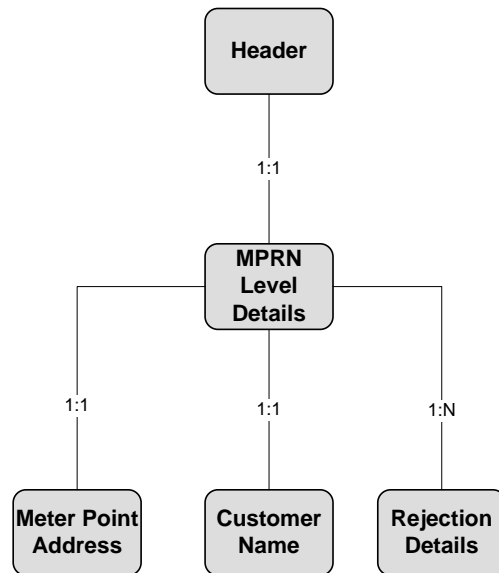 Header
1:1
MPRN
Level
Details
1:1
1:1
1:N
Meter Point
Address
Customer
Name
Rejection
Details